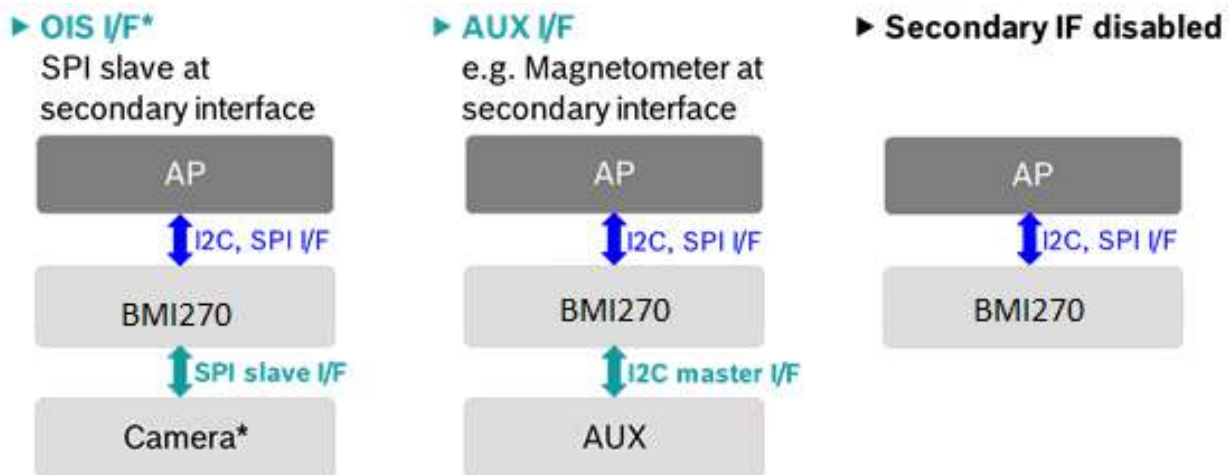 ► OIS I/F*
SPI slave at
secondary interface
AP
I2C, SPI I/F
BMI270
SPI slave I/F
Camera*
► AUX I/F
e.g. Magnetometer at
secondary interface
AP
I2C, SPI I/F
BMI270
I2C master I/F
AUX
► Secondary IF disabled
AP
I2C, SPI I/F
BMI270